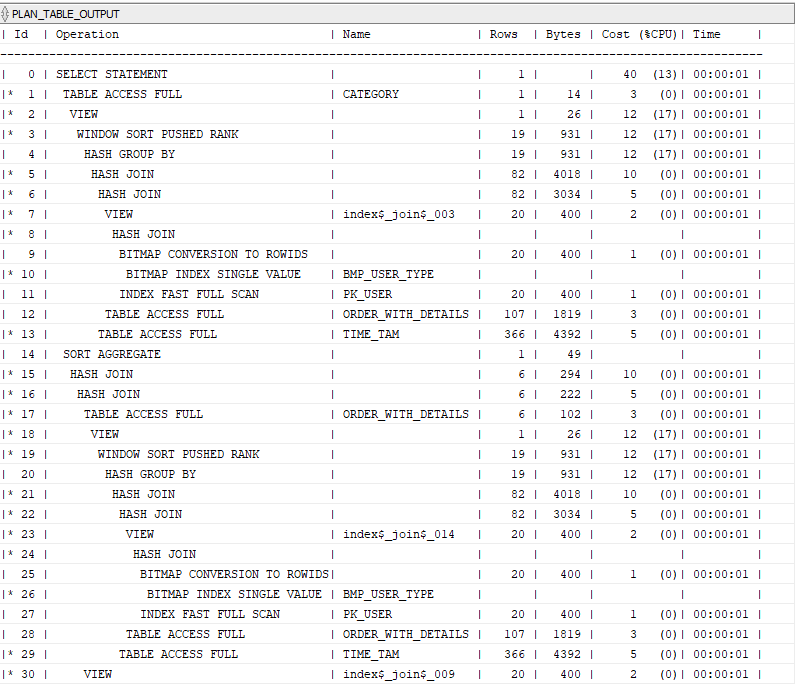 PLAN_TABLE_OUTPUT
| Id | Operation | Name | Rows | Bytes | Cost (%CPU)| Time |
--------------------------------------------------------------------------------
| 0 | SELECT STATEMENT | | 1 | | 40 (13)| 00:00:01 |
|* 1 | TABLE ACCESS FULL | CATEGORY | 1 | 14 | 3 (0)| 00:00:01 |
|* 2 | VIEW | | 1 | 26 | 12 (17)| 00:00:01 |
|* 3 | WINDOW SORT PUSHED RANK | | 19 | 931 | 12 (17)| 00:00:01 |
| 4 | HASH GROUP BY | | 19 | 931 | 12 (17)| 00:00:01 |
|* 5 | HASH JOIN | | 82 | 4018 | 10 (0)| 00:00:01 |
|* 6 | HASH JOIN | | 82 | 3034 | 5 (0)| 00:00:01 |
|* 7 | VIEW | index$_join$_003 | 20 | 400 | 2 (0)| 00:00:01 |
|* 8 | HASH JOIN | | | | | |
| 9 | BITMAP CONVERSION TO ROWIDS | | 20 | 400 | 1 (0)| 00:00:01 |
|* 10 | BITMAP INDEX SINGLE VALUE | BMP_USER_TYPE | | | | |
| 11 | INDEX FAST FULL SCAN | PK_USER | 20 | 400 | 1 (0)| 00:00:01 |
| 12 | TABLE ACCESS FULL | ORDER_WITH_DETAILS | 107 | 1819 | 3 (0)| 00:00:01 |
|* 13 | TABLE ACCESS FULL | TIME_TAM | 366 | 4392 | 5 (0)| 00:00:01 |
| 14 | SORT AGGREGATE | | 1 | 49 | | |
|* 15 | HASH JOIN | | 6 | 294 | 10 (0)| 00:00:01 |
|* 16 | HASH JOIN | | 6 | 222 | 5 (0)| 00:00:01 |
|* 17 | TABLE ACCESS FULL | ORDER_WITH_DETAILS | 6 | 102 | 3 (0)| 00:00:01 |
|* 18 | VIEW | | 1 | 26 | 12 (17)| 00:00:01 |
|* 19 | WINDOW SORT PUSHED RANK | | 19 | 931 | 12 (17)| 00:00:01 |
| 20 | HASH GROUP BY | | 19 | 931 | 12 (17)| 00:00:01 |
|* 21 | HASH JOIN | | 82 | 4018 | 10 (0)| 00:00:01 |
|* 22 | HASH JOIN | | 82 | 3034 | 5 (0)| 00:00:01 |
|* 23 | VIEW | index$_join$_014 | 20 | 400 | 2 (0)| 00:00:01 |
|* 24 | HASH JOIN | | | | | |
| 25 | BITMAP CONVERSION TO ROWIDS| | 20 | 400 | 1 (0)| 00:00:01 |
|* 26 | BITMAP INDEX SINGLE VALUE | BMP_USER_TYPE | | | | |
| 27 | INDEX FAST FULL SCAN | PK_USER | 20 | 400 | 1 (0)| 00:00:01 |
| 28 | TABLE ACCESS FULL | ORDER_WITH_DETAILS | 107 | 1819 | 3 (0)| 00:00:01 |
|* 29 | TABLE ACCESS FULL | TIME_TAM | 366 | 4392 | 5 (0)| 00:00:01 |
|* 30 | VIEW | index$_join$_009 | 20 | 400 | 2 (0)| 00:00:01 |